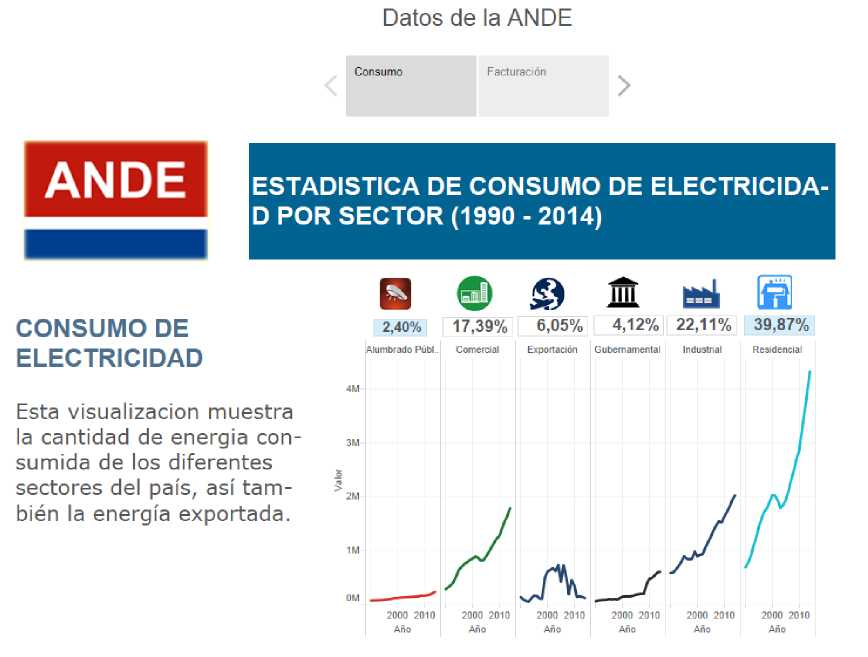 Datos de la ANDE
Consumo
Facturación
ANDE
ESTADISTICA DE CONSUMO DE ELECTRICIDA-
D POR SECTOR (1990 - 2014)
CONSUMO DE
ELECTRICIDAD
Esta visualizacion muestra
la cantidad de energia con-
sumida de los diferentes
sectores del país, así tam-
bién la energía exportada.
2,40% 17,39% 6,05% 4,12% 22,11% 39,87%
Alumbrado Públ.. Comercial Exportación Gubernamental Industrial Residencial
Valor
4M
3M
2M
1M
0M
2000 2010 2000 2010 2000 2010 2000 2010 2000 2010 2000 2010
Año Año Año Año Año Año